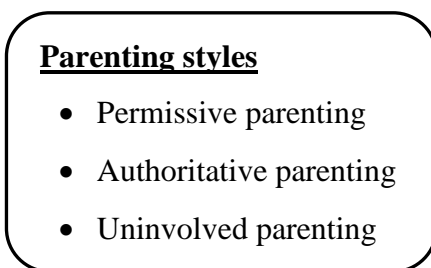 Parenting styles
• Permissive parenting
• Authoritative parenting
• Uninvolved parenting